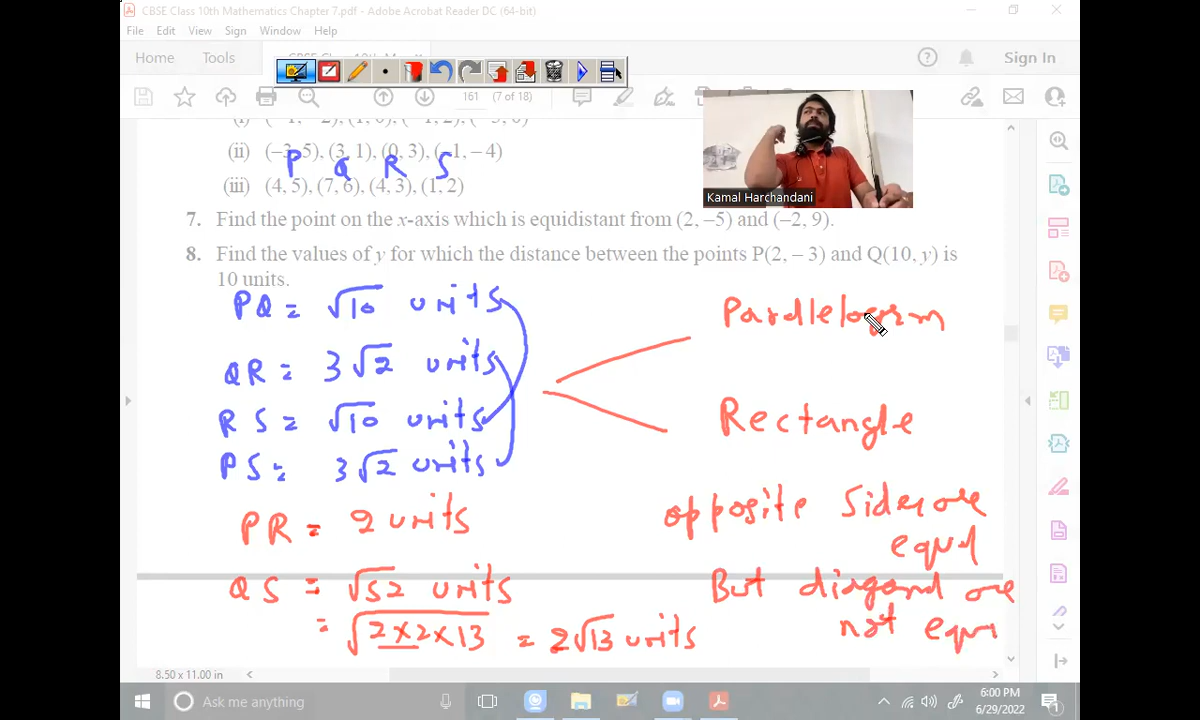 CBSE Class 10th Mathematics Chapter 7.pdf - Adobe Acrobat Reader DC (64-bit)
File Edit View Sign Window Help
Home Tools Sign In
161 (7 of 18)
(ii) (−3, 5), (3, 1), (0, 3), (−1, −4)
P Q R S
(iii) (4, 5), (7, 6), (4, 3), (1, 2)
Kamal Harchandani
7. Find the point on the x-axis which is equidistant from (2, −5) and (−2, 9).
8. Find the values of y for which the distance between the points P(2, − 3) and Q(10, y) is
10 units.
PQ = √10 units
Parallelogrm
QR = 3√2 units
RS = √10 units
Rectangle
PS = 3√2 units
PR = 2 units
opposite Sides are
equl
QS = √52 units
But diagonal are
= √2×2×13 = 2√13 units
not equl
8.50 x 11.00 in
Ask me anything
6:00 PM
6/29/2022
1